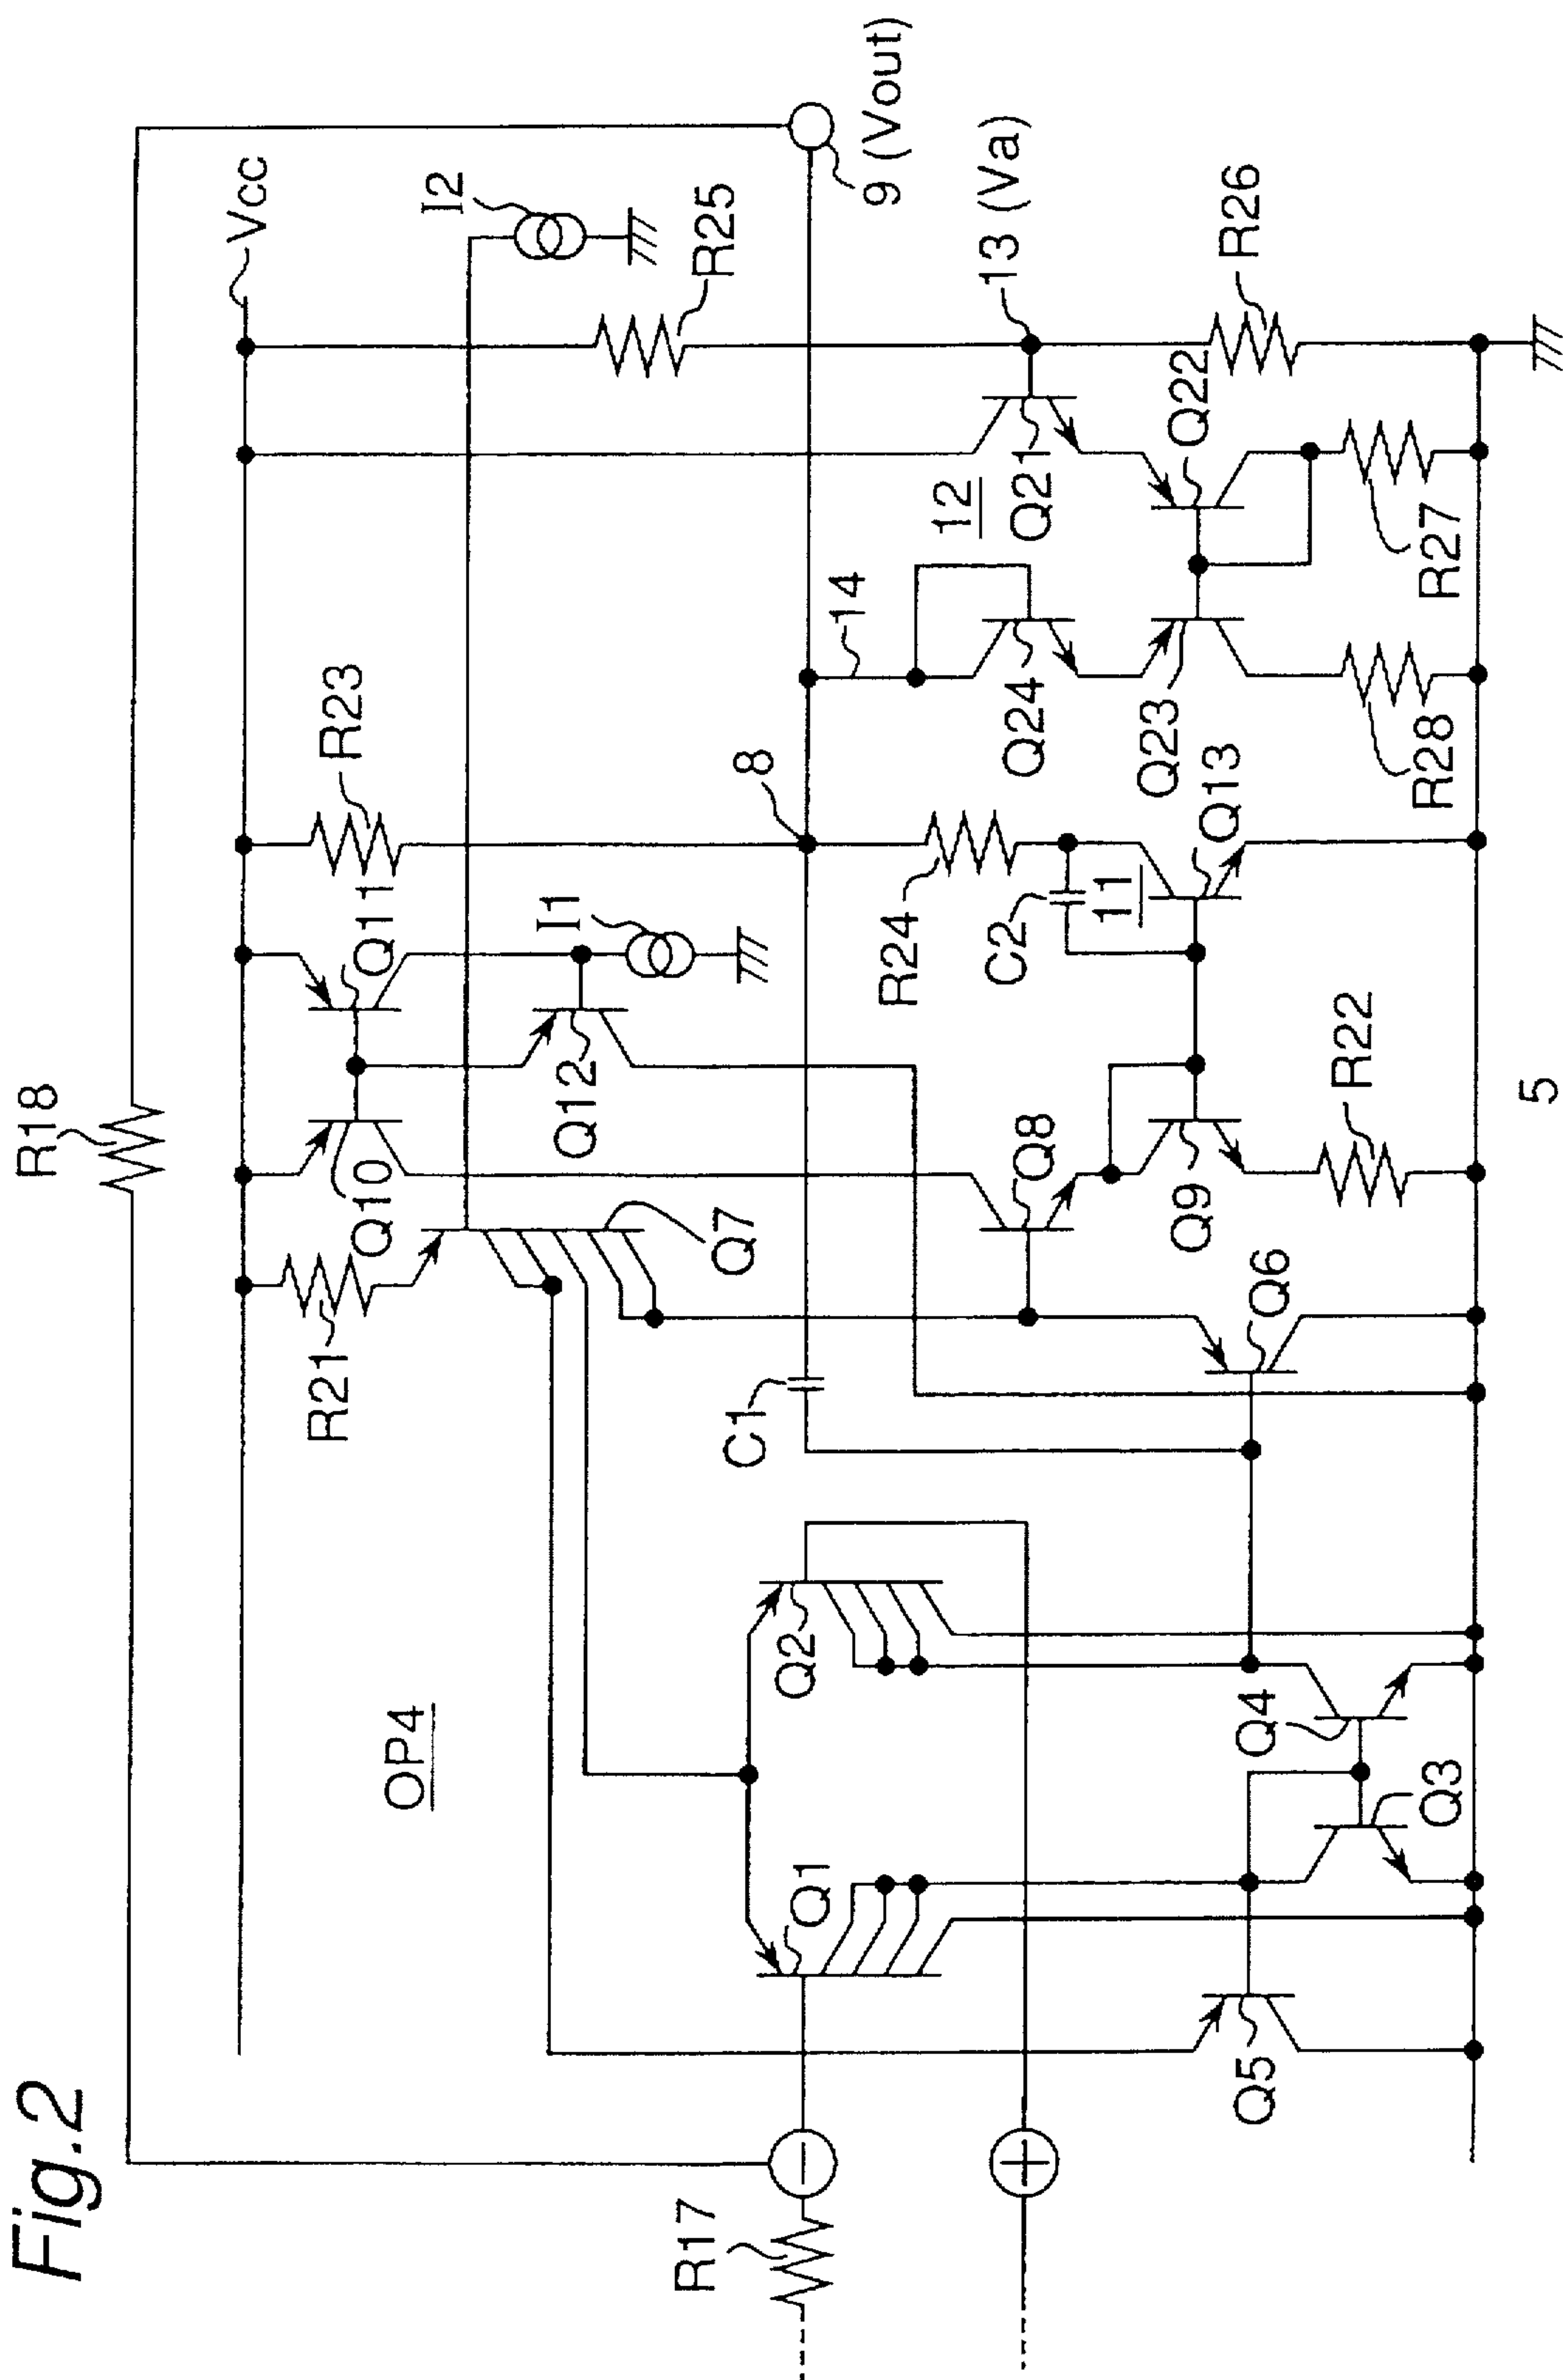 Fig.2
R18
Vcc
I2
R25
9 (Vout)
13 (Va)
R26
R23
Q11
I1
Q10
Q12
R21
Q7
8
14
12
Q21
Q22
R27
Q24
Q23
R28
R24
C2
11
Q13
Q8
Q9
R22
5
C1
Q6
OP4
Q2
Q4
Q3
Q1
Q5
R17
−
+